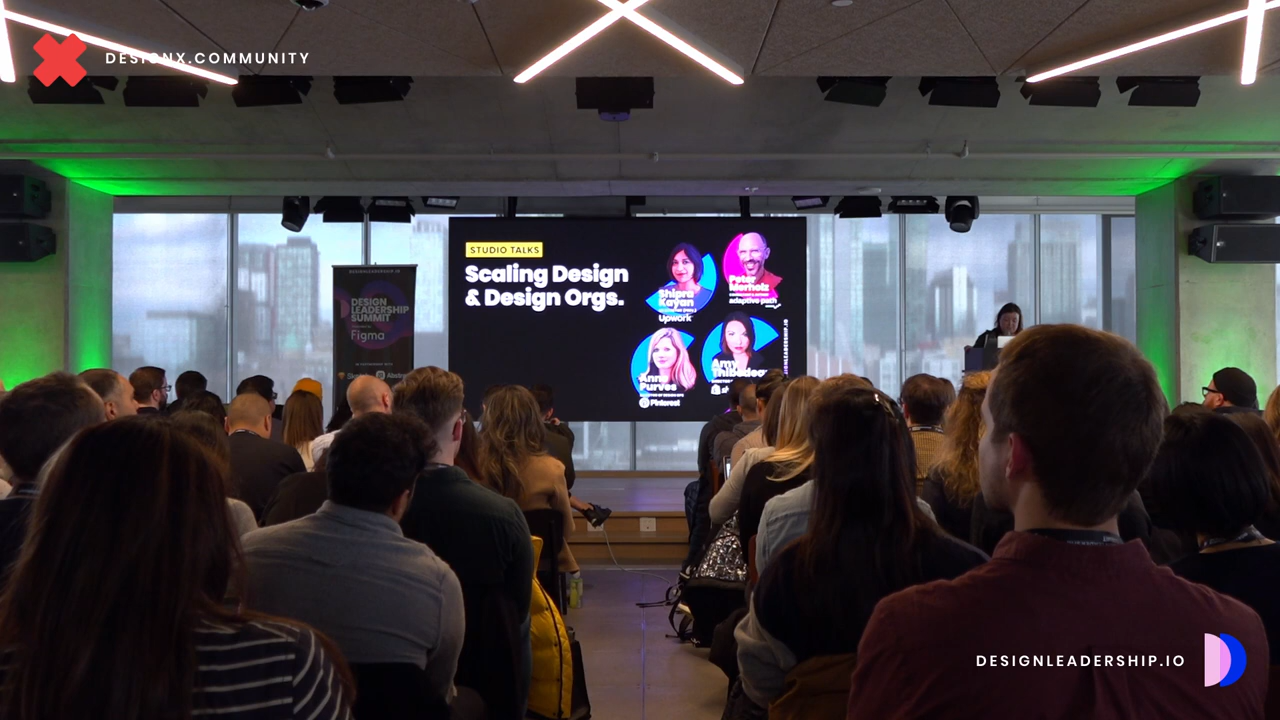 DESIGNX.COMMUNITY
STUDIO TALKS
Scaling Design
& Design Orgs.
Shipra
Kayan
Upwork
Peter
Merholz
adaptive path
Anne
Purves
Pinterest
Amy
Thibodeau
DESIGN
LEADERSHIP
SUMMIT
Figma
DESIGNLEADERSHIP.IO